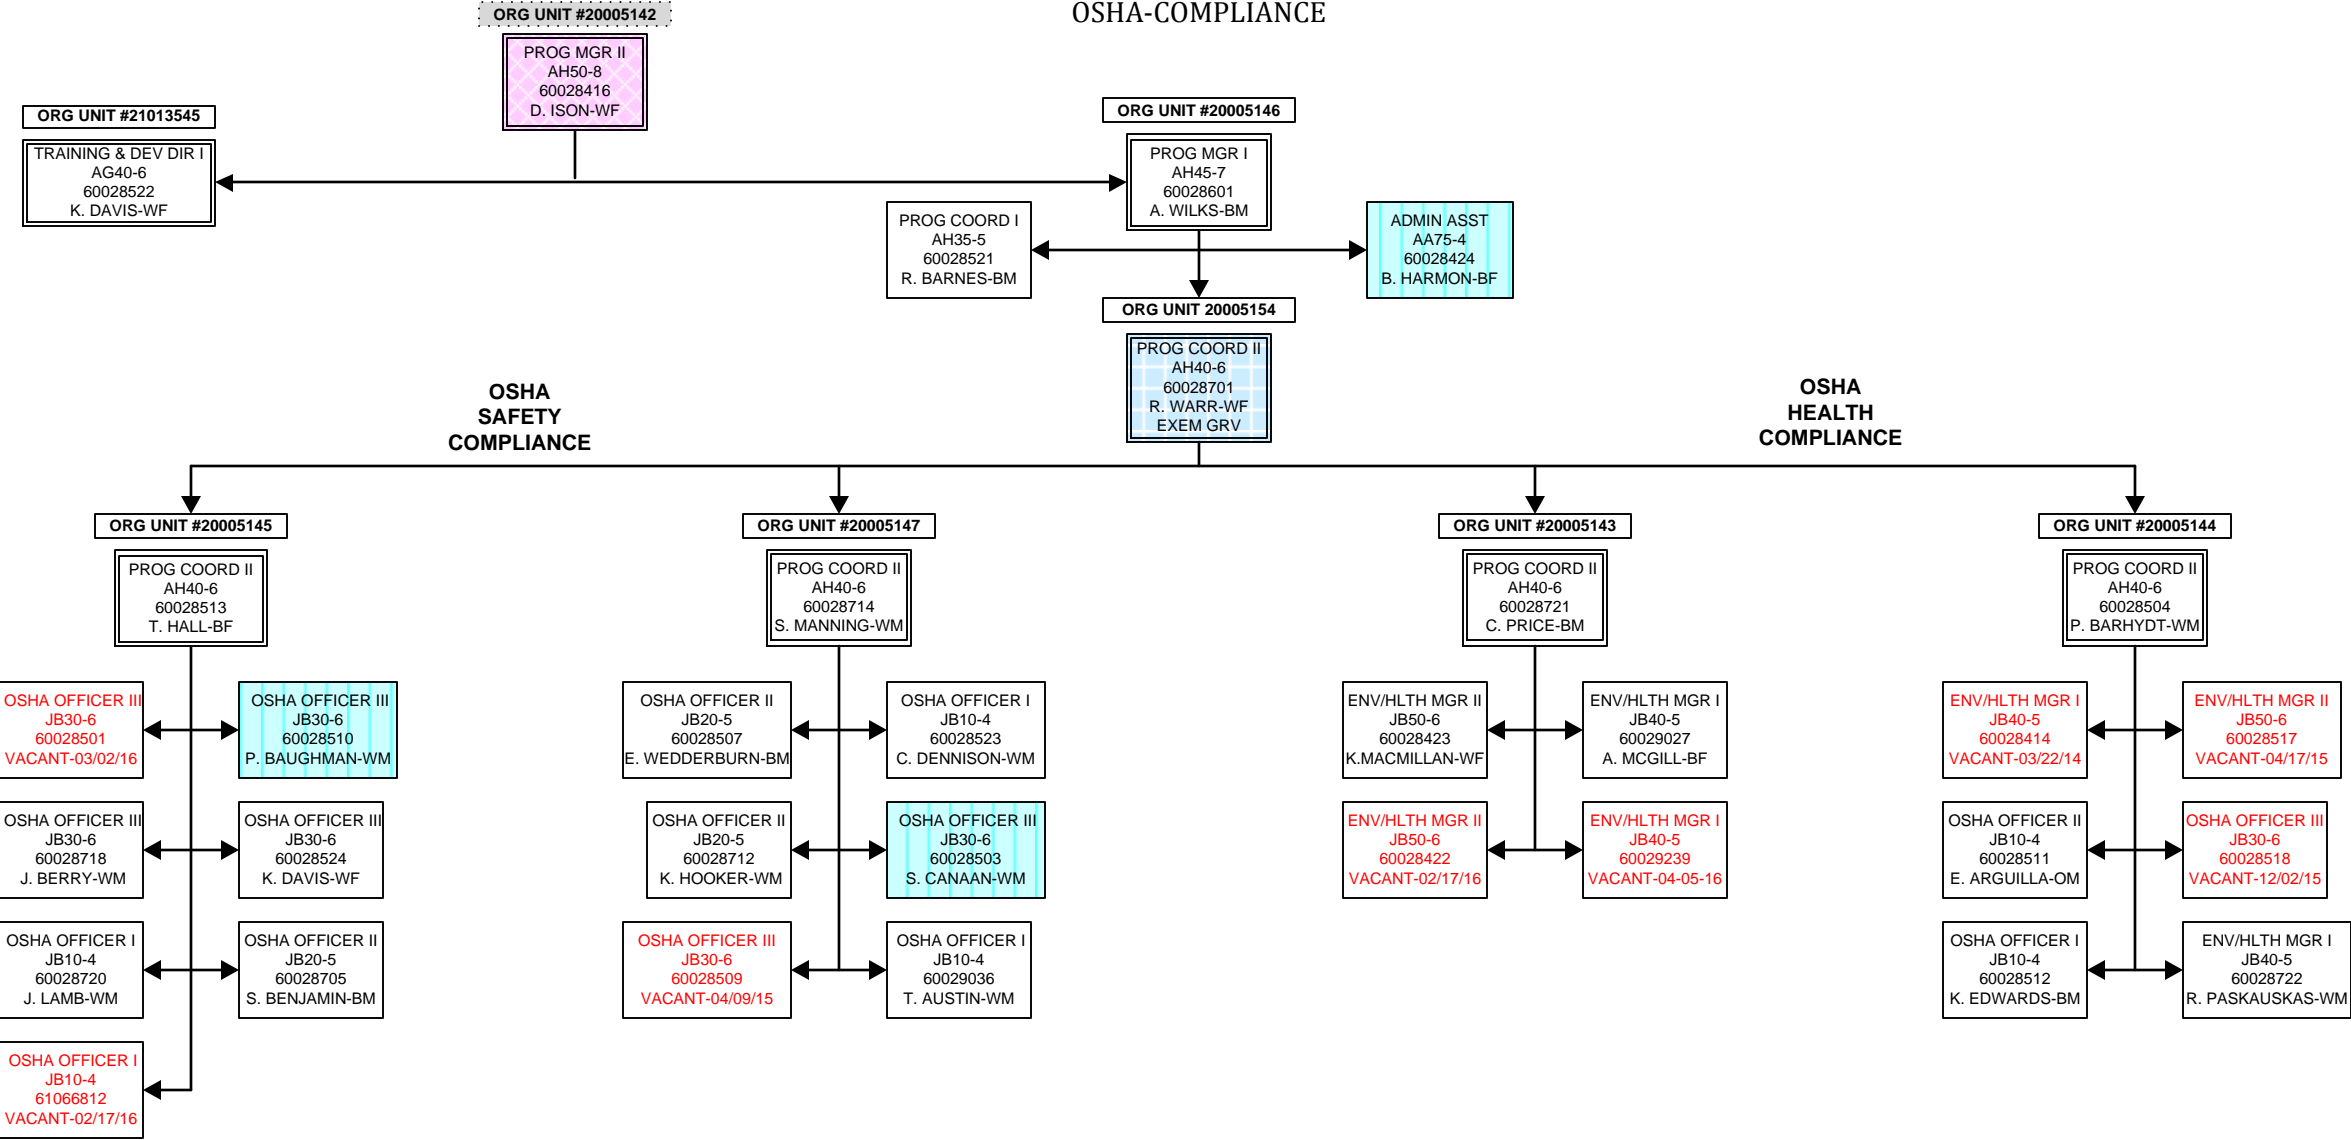 OSHA-COMPLIANCE
ORG UNIT #20005142
PROG MGR II
AH50-8
60028416
D. ISON-WF
ORG UNIT #21013545
TRAINING & DEV DIR I
AG40-6
60028522
K. DAVIS-WF
ORG UNIT #20005146
PROG MGR I
AH45-7
60028601
A. WILKS-BM
PROG COORD I
AH35-5
60028521
R. BARNES-BM
ADMIN ASST
AA75-4
60028424
B. HARMON-BF
ORG UNIT 20005154
PROG COORD II
AH40-6
60028701
R. WARR-WF
EXEM GRV
OSHA
SAFETY
COMPLIANCE
OSHA
HEALTH
COMPLIANCE
ORG UNIT #20005145
PROG COORD II
AH40-6
60028513
T. HALL-BF
OSHA OFFICER III
JB30-6
60028501
VACANT-03/02/16
OSHA OFFICER III
JB30-6
60028510
P. BAUGHMAN-WM
OSHA OFFICER III
JB30-6
60028718
J. BERRY-WM
OSHA OFFICER III
JB30-6
60028524
K. DAVIS-WF
OSHA OFFICER I
JB10-4
60028720
J. LAMB-WM
OSHA OFFICER II
JB20-5
60028705
S. BENJAMIN-BM
OSHA OFFICER I
JB10-4
61066812
VACANT-02/17/16
ORG UNIT #20005147
PROG COORD II
AH40-6
60028714
S. MANNING-WM
OSHA OFFICER II
JB20-5
60028507
E. WEDDERBURN-BM
OSHA OFFICER I
JB10-4
60028523
C. DENNISON-WM
OSHA OFFICER II
JB20-5
60028712
K. HOOKER-WM
OSHA OFFICER III
JB30-6
60028503
S. CANAAN-WM
OSHA OFFICER III
JB30-6
60028509
VACANT-04/09/15
OSHA OFFICER I
JB10-4
60029036
T. AUSTIN-WM
ORG UNIT #20005143
PROG COORD II
AH40-6
60028721
C. PRICE-BM
ENV/HLTH MGR II
JB50-6
60028423
K.MACMILLAN-WF
ENV/HLTH MGR I
JB40-5
60029027
A. MCGILL-BF
ENV/HLTH MGR II
JB50-6
60028422
VACANT-02/17/16
ENV/HLTH MGR I
JB40-5
60029239
VACANT-04-05-16
ORG UNIT #20005144
PROG COORD II
AH40-6
60028504
P. BARHYDT-WM
ENV/HLTH MGR I
JB40-5
60028414
VACANT-03/22/14
ENV/HLTH MGR II
JB50-6
60028517
VACANT-04/17/15
OSHA OFFICER II
JB10-4
60028511
E. ARGUILLA-OM
OSHA OFFICER III
JB30-6
60028518
VACANT-12/02/15
OSHA OFFICER I
JB10-4
60028512
K. EDWARDS-BM
ENV/HLTH MGR I
JB40-5
60028722
R. PASKAUSKAS-WM